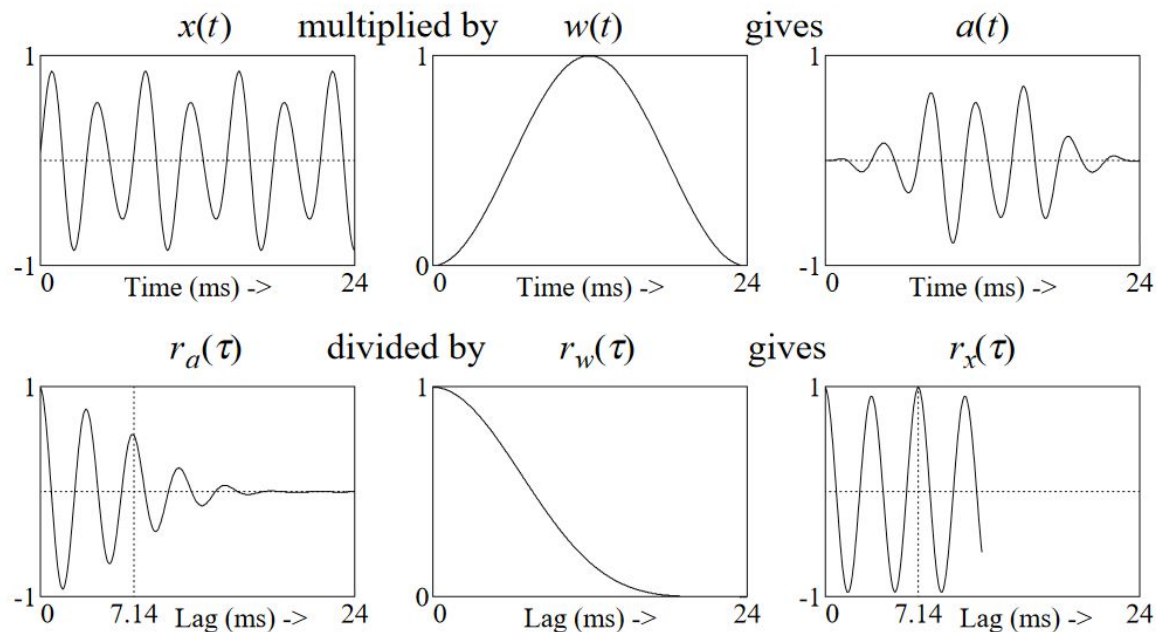 x(t) multiplied by w(t) gives a(t)
1 1 1
-1 0 -1
0 Time (ms) -> 24 0 Time (ms) -> 24 0 Time (ms) -> 24
r_a(τ) divided by r_w(τ) gives r_x(τ)
1 1 1
-1 0 -1
0 7.14 Lag (ms) -> 24 0 Lag (ms) -> 24 0 7.14 Lag (ms) -> 24